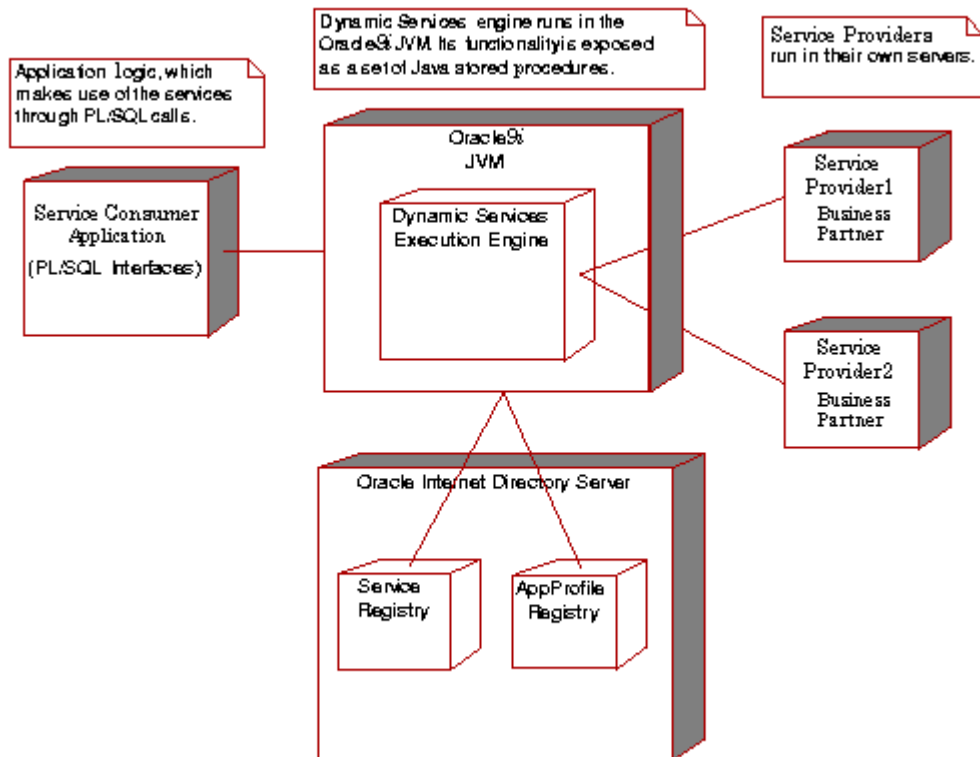 Dynamic Services engine runs in the
Oracle9i JVM. Its functionality is exposed
as a set of Java stored procedures.
Service Providers
run in their own servers.
Application logic, which
makes use of the services
through PL/SQL calls.
Oracle9i
JVM
Dynamic Services
Execution Engine
Service Consumer
Application
(PL/SQL Interfaces)
Service
Provider1
Business
Partner
Service
Provider2
Business
Partner
Oracle Internet Directory Server
Service
Registry
AppProfile
Registry